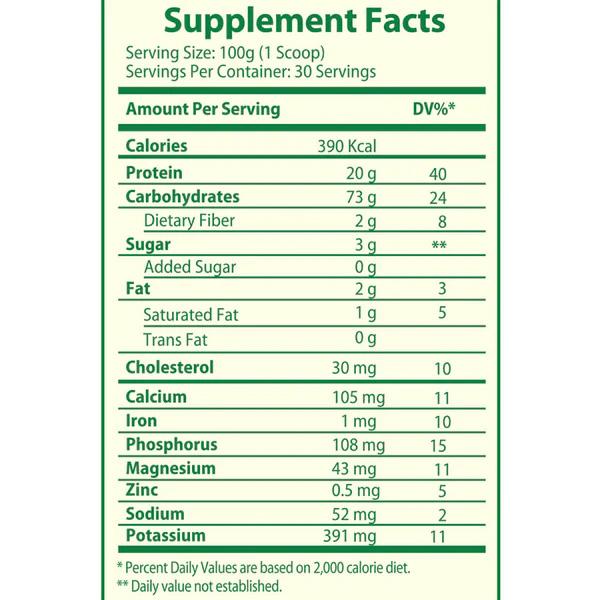 Supplement Facts
Serving Size: 100g (1 Scoop)
Servings Per Container: 30 Servings
Amount Per Serving DV%*
Calories 390 Kcal
Protein 20 g 40
Carbohydrates 73 g 24
Dietary Fiber 2 g 8
Sugar 3 g **
Added Sugar 0 g
Fat 2 g 3
Saturated Fat 1 g 5
Trans Fat 0 g
Cholesterol 30 mg 10
Calcium 105 mg 11
Iron 1 mg 10
Phosphorus 108 mg 15
Magnesium 43 mg 11
Zinc 0.5 mg 5
Sodium 52 mg 2
Potassium 391 mg 11
* Percent Daily Values are based on 2,000 calorie diet.
** Daily value not established.